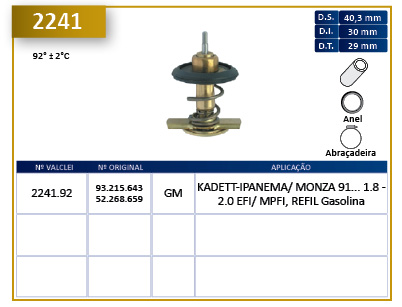 2241
92° ± 2°C
D.S. 40,3 mm
D.I. 30 mm
D.T. 29 mm
Anel
Abraçadeira
Nº VALCLEI Nº ORIGINAL APLICAÇÃO
2241.92 93.215.643 52.268.659 GM KADETT-IPANEMA/ MONZA 91... 1.8 -
2.0 EFI/ MPFI, REFIL Gasolina